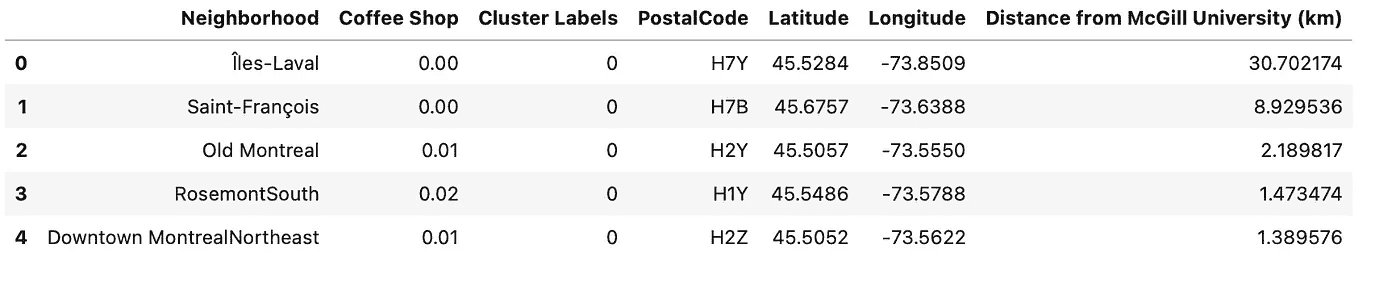 Neighborhood Coffee Shop Cluster Labels PostalCode Latitude Longitude Distance from McGill University (km)
0 Îles-Laval 0.00 0 H7Y 45.5284 -73.8509 30.702174
1 Saint-François 0.00 0 H7B 45.6757 -73.6388 8.929536
2 Old Montreal 0.01 0 H2Y 45.5057 -73.5550 2.189817
3 RosemontSouth 0.02 0 H1Y 45.5486 -73.5788 1.473474
4 Downtown MontrealNortheast 0.01 0 H2Z 45.5052 -73.5622 1.389576